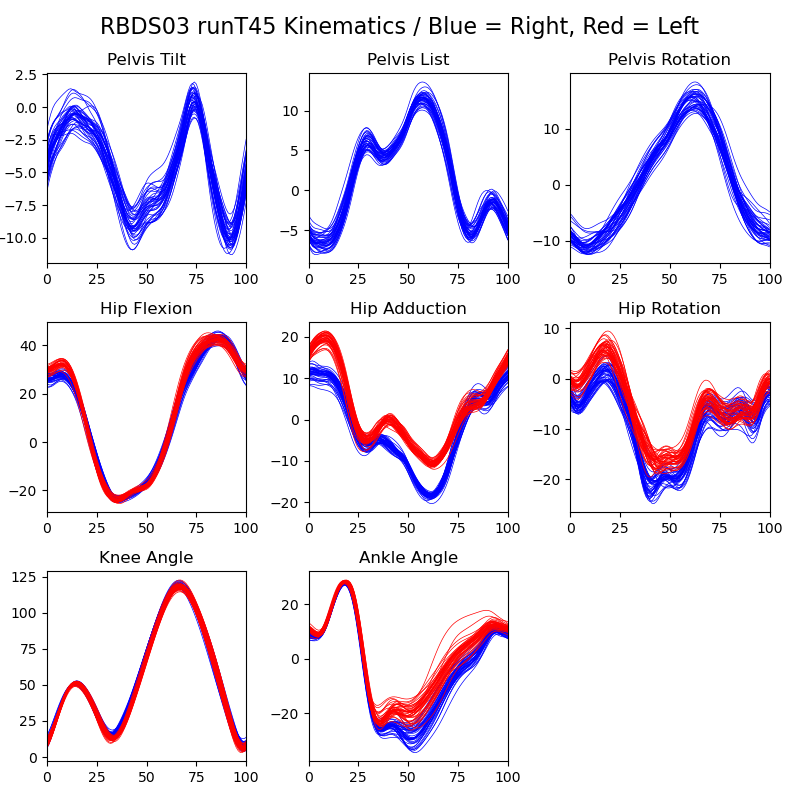 RBDS03 runT45 Kinematics / Blue = Right, Red = Left
Pelvis Tilt
Pelvis List
Pelvis Rotation
2.5
0.0
−2.5
−5.0
−7.5
−10.0
0 25 50 75 100
10
5
0
−5
0 25 50 75 100
10
0
−10
0 25 50 75 100
Hip Flexion
Hip Adduction
Hip Rotation
40
20
0
−20
0 25 50 75 100
20
10
0
−10
−20
0 25 50 75 100
10
0
−10
−20
0 25 50 75 100
Knee Angle
Ankle Angle
125
100
75
50
25
0
0 25 50 75 100
20
0
−20
0 25 50 75 100